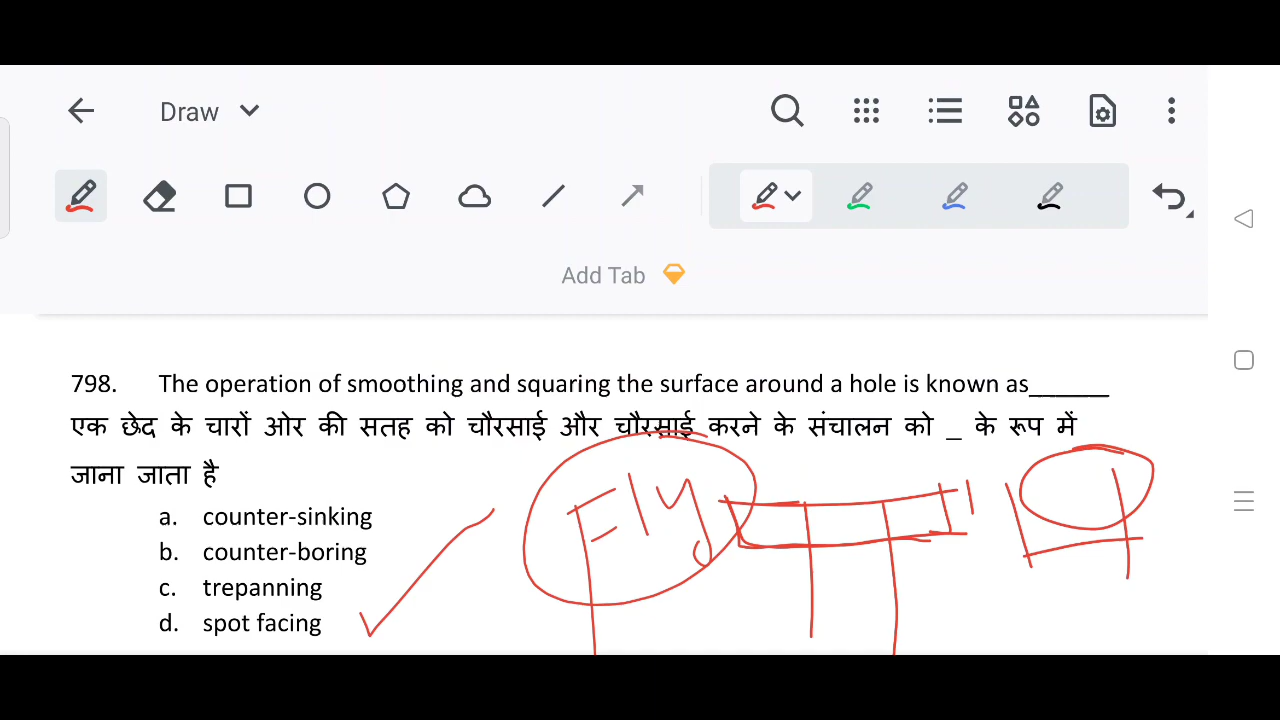 Draw
Add Tab
798. The operation of smoothing and squaring the surface around a hole is known as______
एक छेद के चारों ओर की सतह को चौरसाई और चौरसाई करने के संचालन को _ के रूप में
जाना जाता है
Fly
a. counter-sinking
b. counter-boring
c. trepanning
d. spot facing